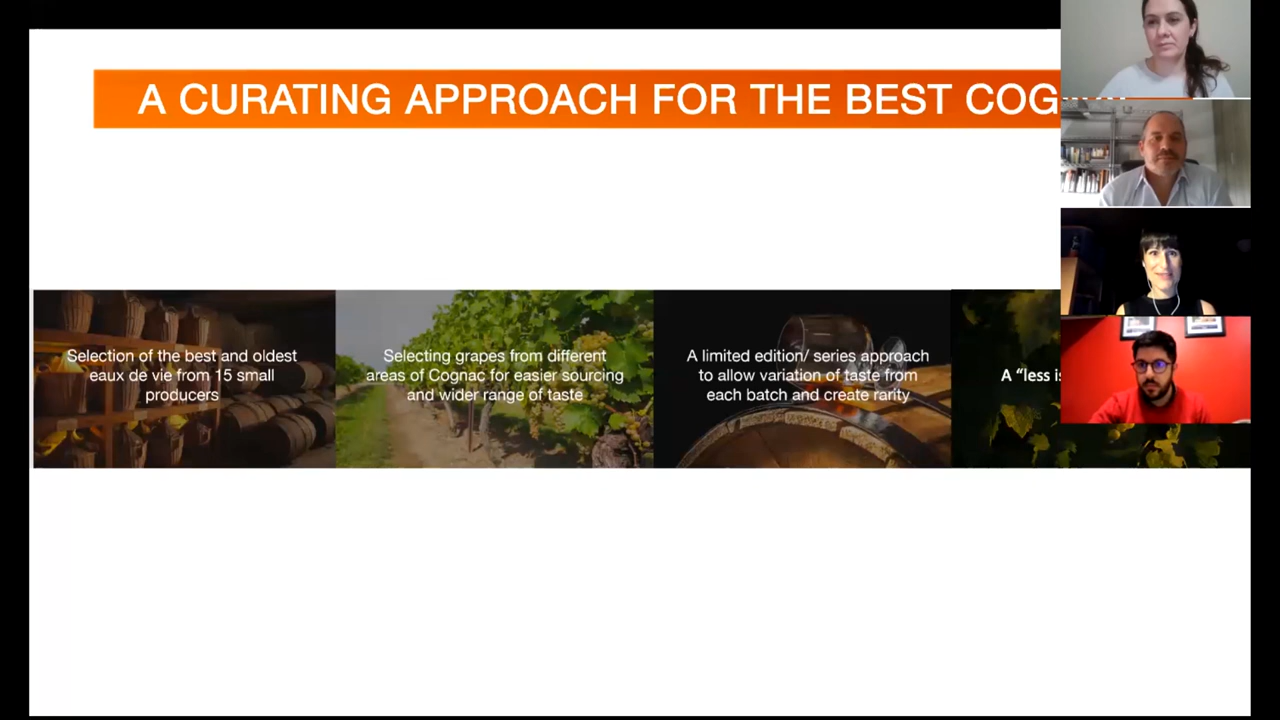 A CURATING APPROACH FOR THE BEST COG
Selection of the best and oldest
eaux de vie from 15 small
producers
Selecting grapes from different
areas of Cognac for easier sourcing
and wider range of taste
A limited edition/ series approach
to allow variation of taste from
each batch and create rarity
A “less is